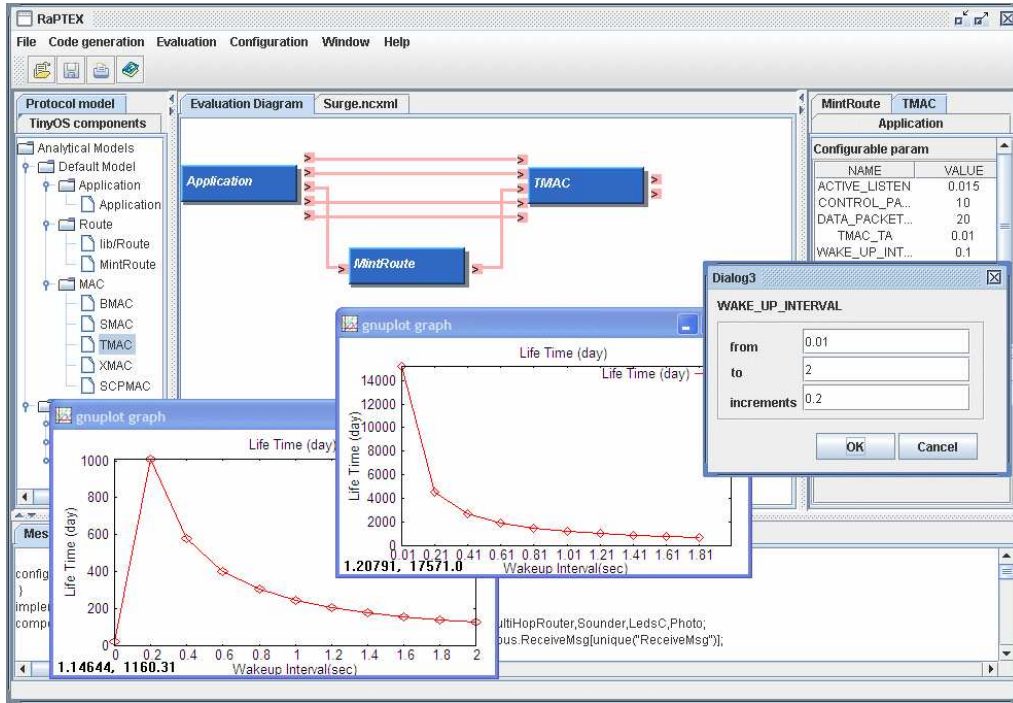 RaPTEX
File Code generation Evaluation Configuration Window Help
Protocol model
TinyOS components
Analytical Models
Default Model
Application
Application
Route
lib/Route
MintRoute
MAC
BMAC
SMAC
TMAC
XMAC
SCPMAC
Evaluation Diagram Surge.ncxml
Application
TMAC
MintRoute
MintRoute TMAC
Application
Configurable param
NAME VALUE
ACTIVE_LISTEN 0.015
CONTROL_PA... 10
DATA_PACKET... 20
TMAC_TA 0.01
WAKE_UP_INT... 0.1
Dialog3
WAKE_UP_INTERVAL
from 0.01
to 2
increments 0.2
OK Cancel
gnuplot graph
Life Time (day)
Life Time (day)
14000
12000
10000
8000
6000
4000
2000
0
Life Time (day)
0.01 0.21 0.41 0.61 0.81 1.01 1.21 1.41 1.61 1.81
Wakeup Interval(sec)
1.20791, 17571.0
gnuplot graph
Life Time (day)
1000
800
600
400
200
0
Life Time (day)
0 0.2 0.4 0.6 0.8 1 1.2 1.4 1.6 1.8 2
Wakeup Interval(sec)
1.14644, 1160.31
Mes
config
}
imple
comp
ultiHopRouter,Sounder,LedsC,Photo;
ous.ReceiveMsg[unique("ReceiveMsg")];